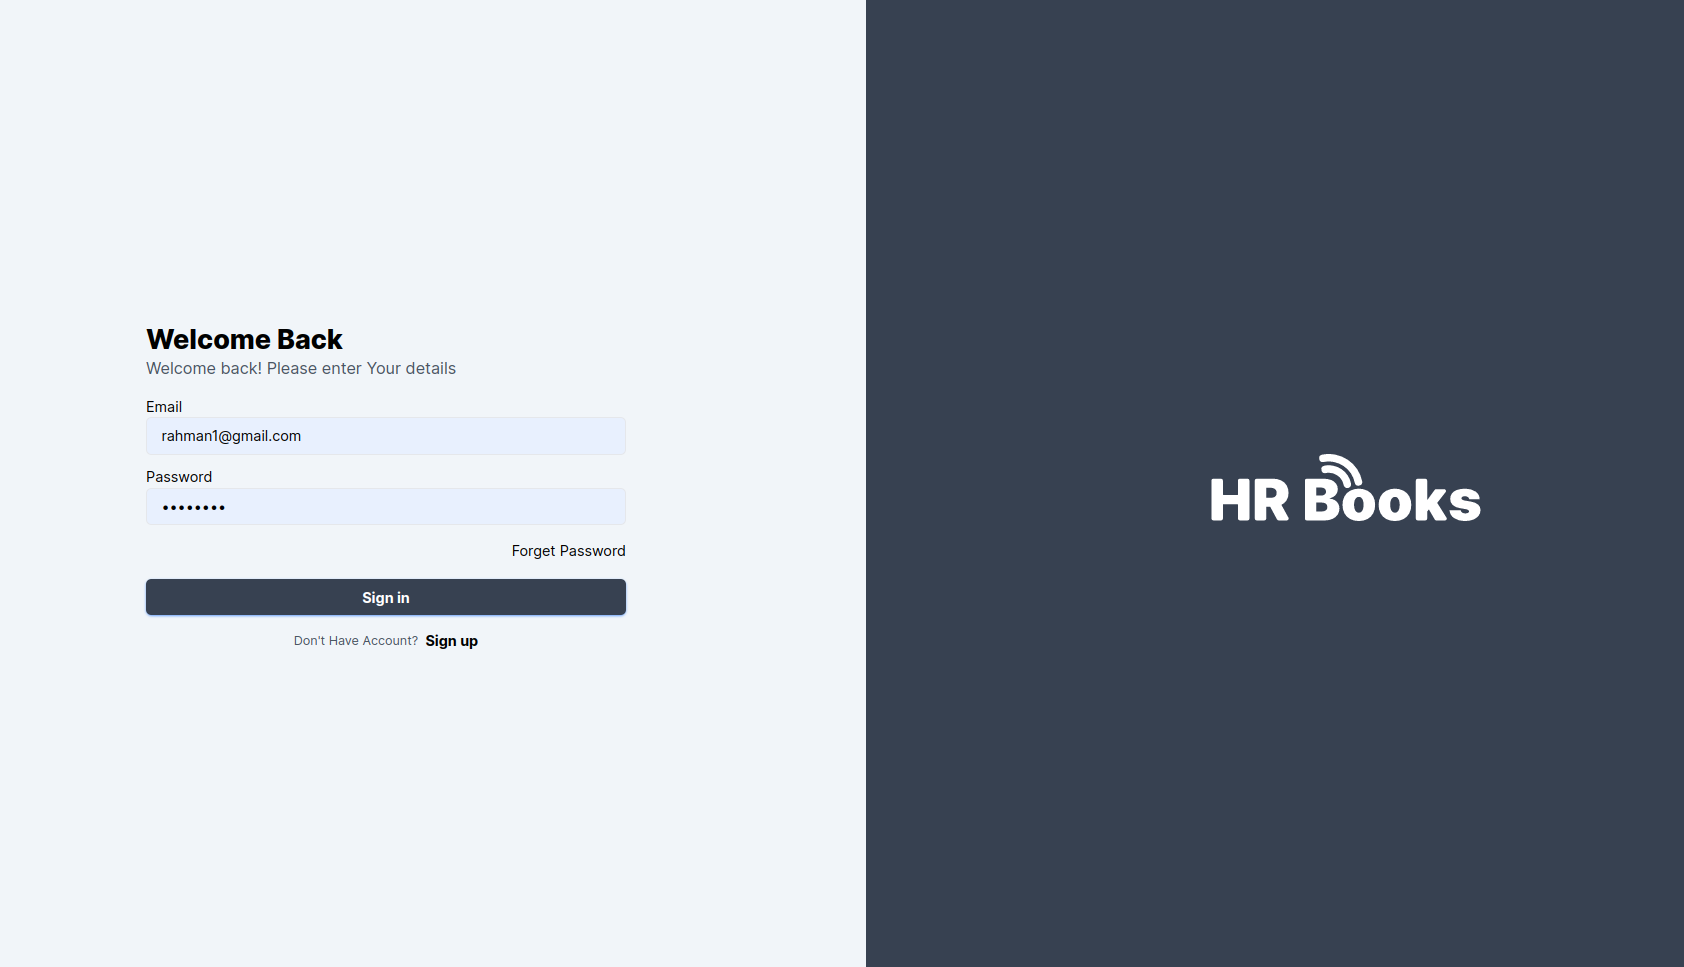 Welcome Back
Welcome back! Please enter Your details
Email
rahman1@gmail.com
Password
••••••••
Forget Password
Sign in
Don't Have Account? Sign up
HR Books